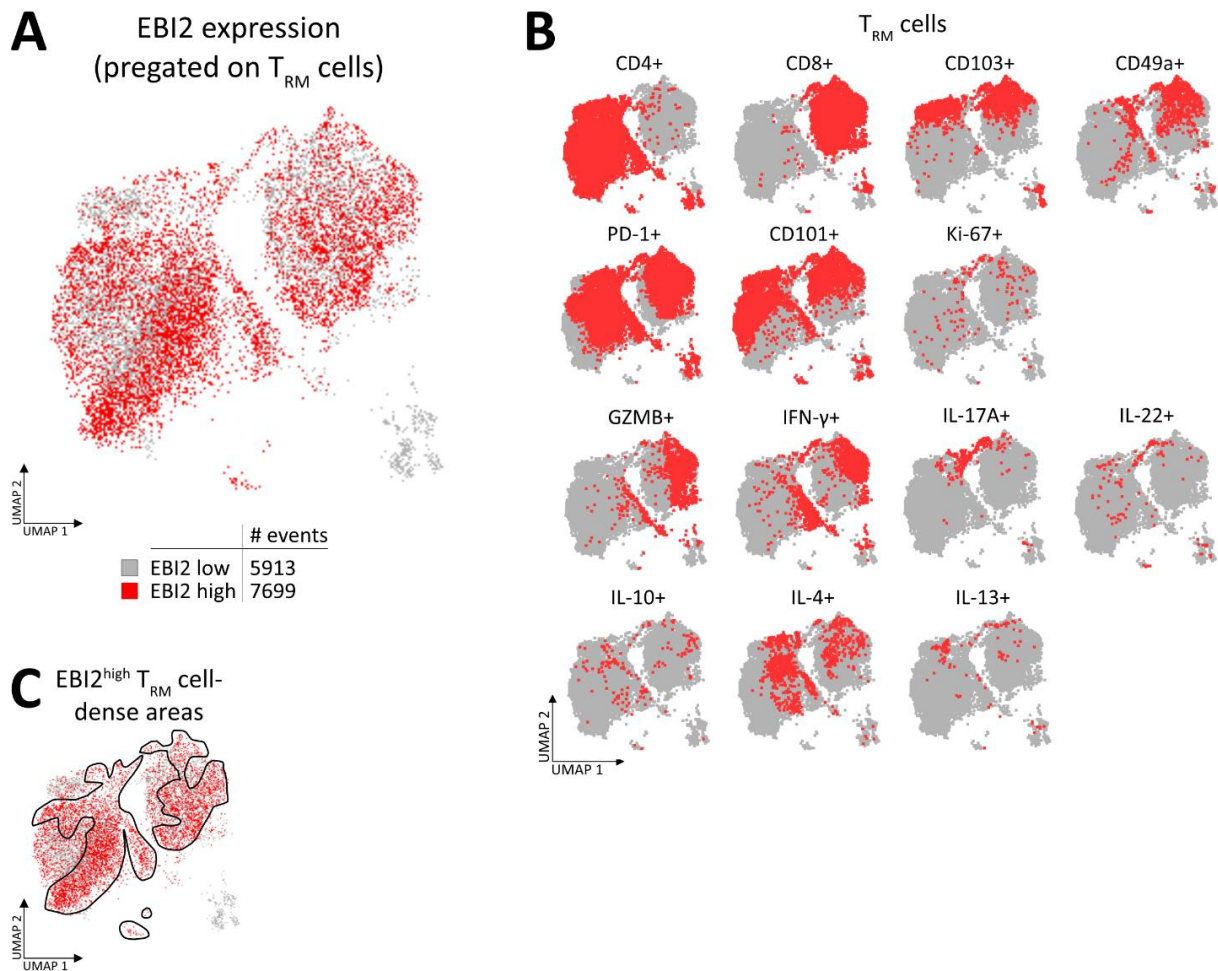 A
EBI2 expression
(pregated on TRM cells)
UMAP 2
UMAP 1
# events
EBI2 low 5913
EBI2 high 7699
B
TRM cells
CD4+ CD8+ CD103+ CD49a+
PD-1+ CD101+ Ki-67+
GZMB+ IFN-γ+ IL-17A+ IL-22+
IL-10+ IL-4+ IL-13+
UMAP 2
UMAP 1
C
EBI2high TRM cell-
dense areas
UMAP 2
UMAP 1